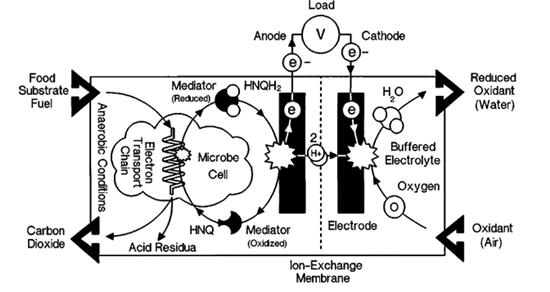 Load
V
Anode
Cathode
e –
e –
Food
Substrate
Fuel
Mediator
(Reduced)
HNQH2
e
e
H2O
Reduced
Oxidant
(Water)
Anaerobic Conditions
Electron
Transport
Chain
Microbe
Cell
2
H+
Buffered
Electrolyte
Oxygen
O
Carbon
Dioxide
Acid Residua
HNQ
Mediator
(Oxidized)
Electrode
Oxidant
(Air)
Ion-Exchange
Membrane